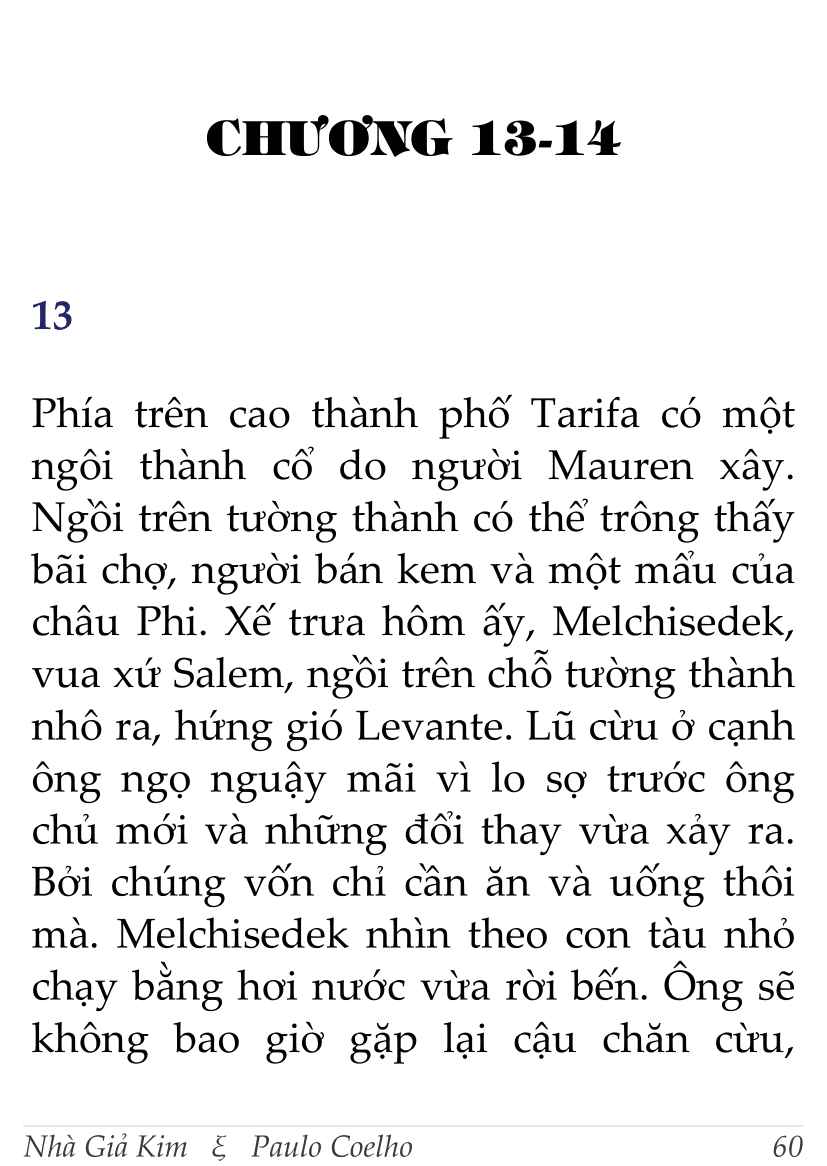 CHƯƠNG 13-14
13
Phía trên cao thành phố Tarifa có một
ngôi thành cổ do người Mauren xây.
Ngồi trên tường thành có thể trông thấy
bãi chợ, người bán kem và một mẩu của
châu Phi. Xế trưa hôm ấy, Melchisedek,
vua xứ Salem, ngồi trên chỗ tường thành
nhô ra, hứng gió Levante. Lũ cừu ở cạnh
ông ngọ nguậy mãi vì lo sợ trước ông
chủ mới và những đổi thay vừa xảy ra.
Bởi chúng vốn chỉ cần ăn và uống thôi
mà. Melchisedek nhìn theo con tàu nhỏ
chạy bằng hơi nước vừa rời bến. Ông sẽ
không bao giờ gặp lại cậu chăn cừu,
Nhà Giả Kim ξ Paulo Coelho 60